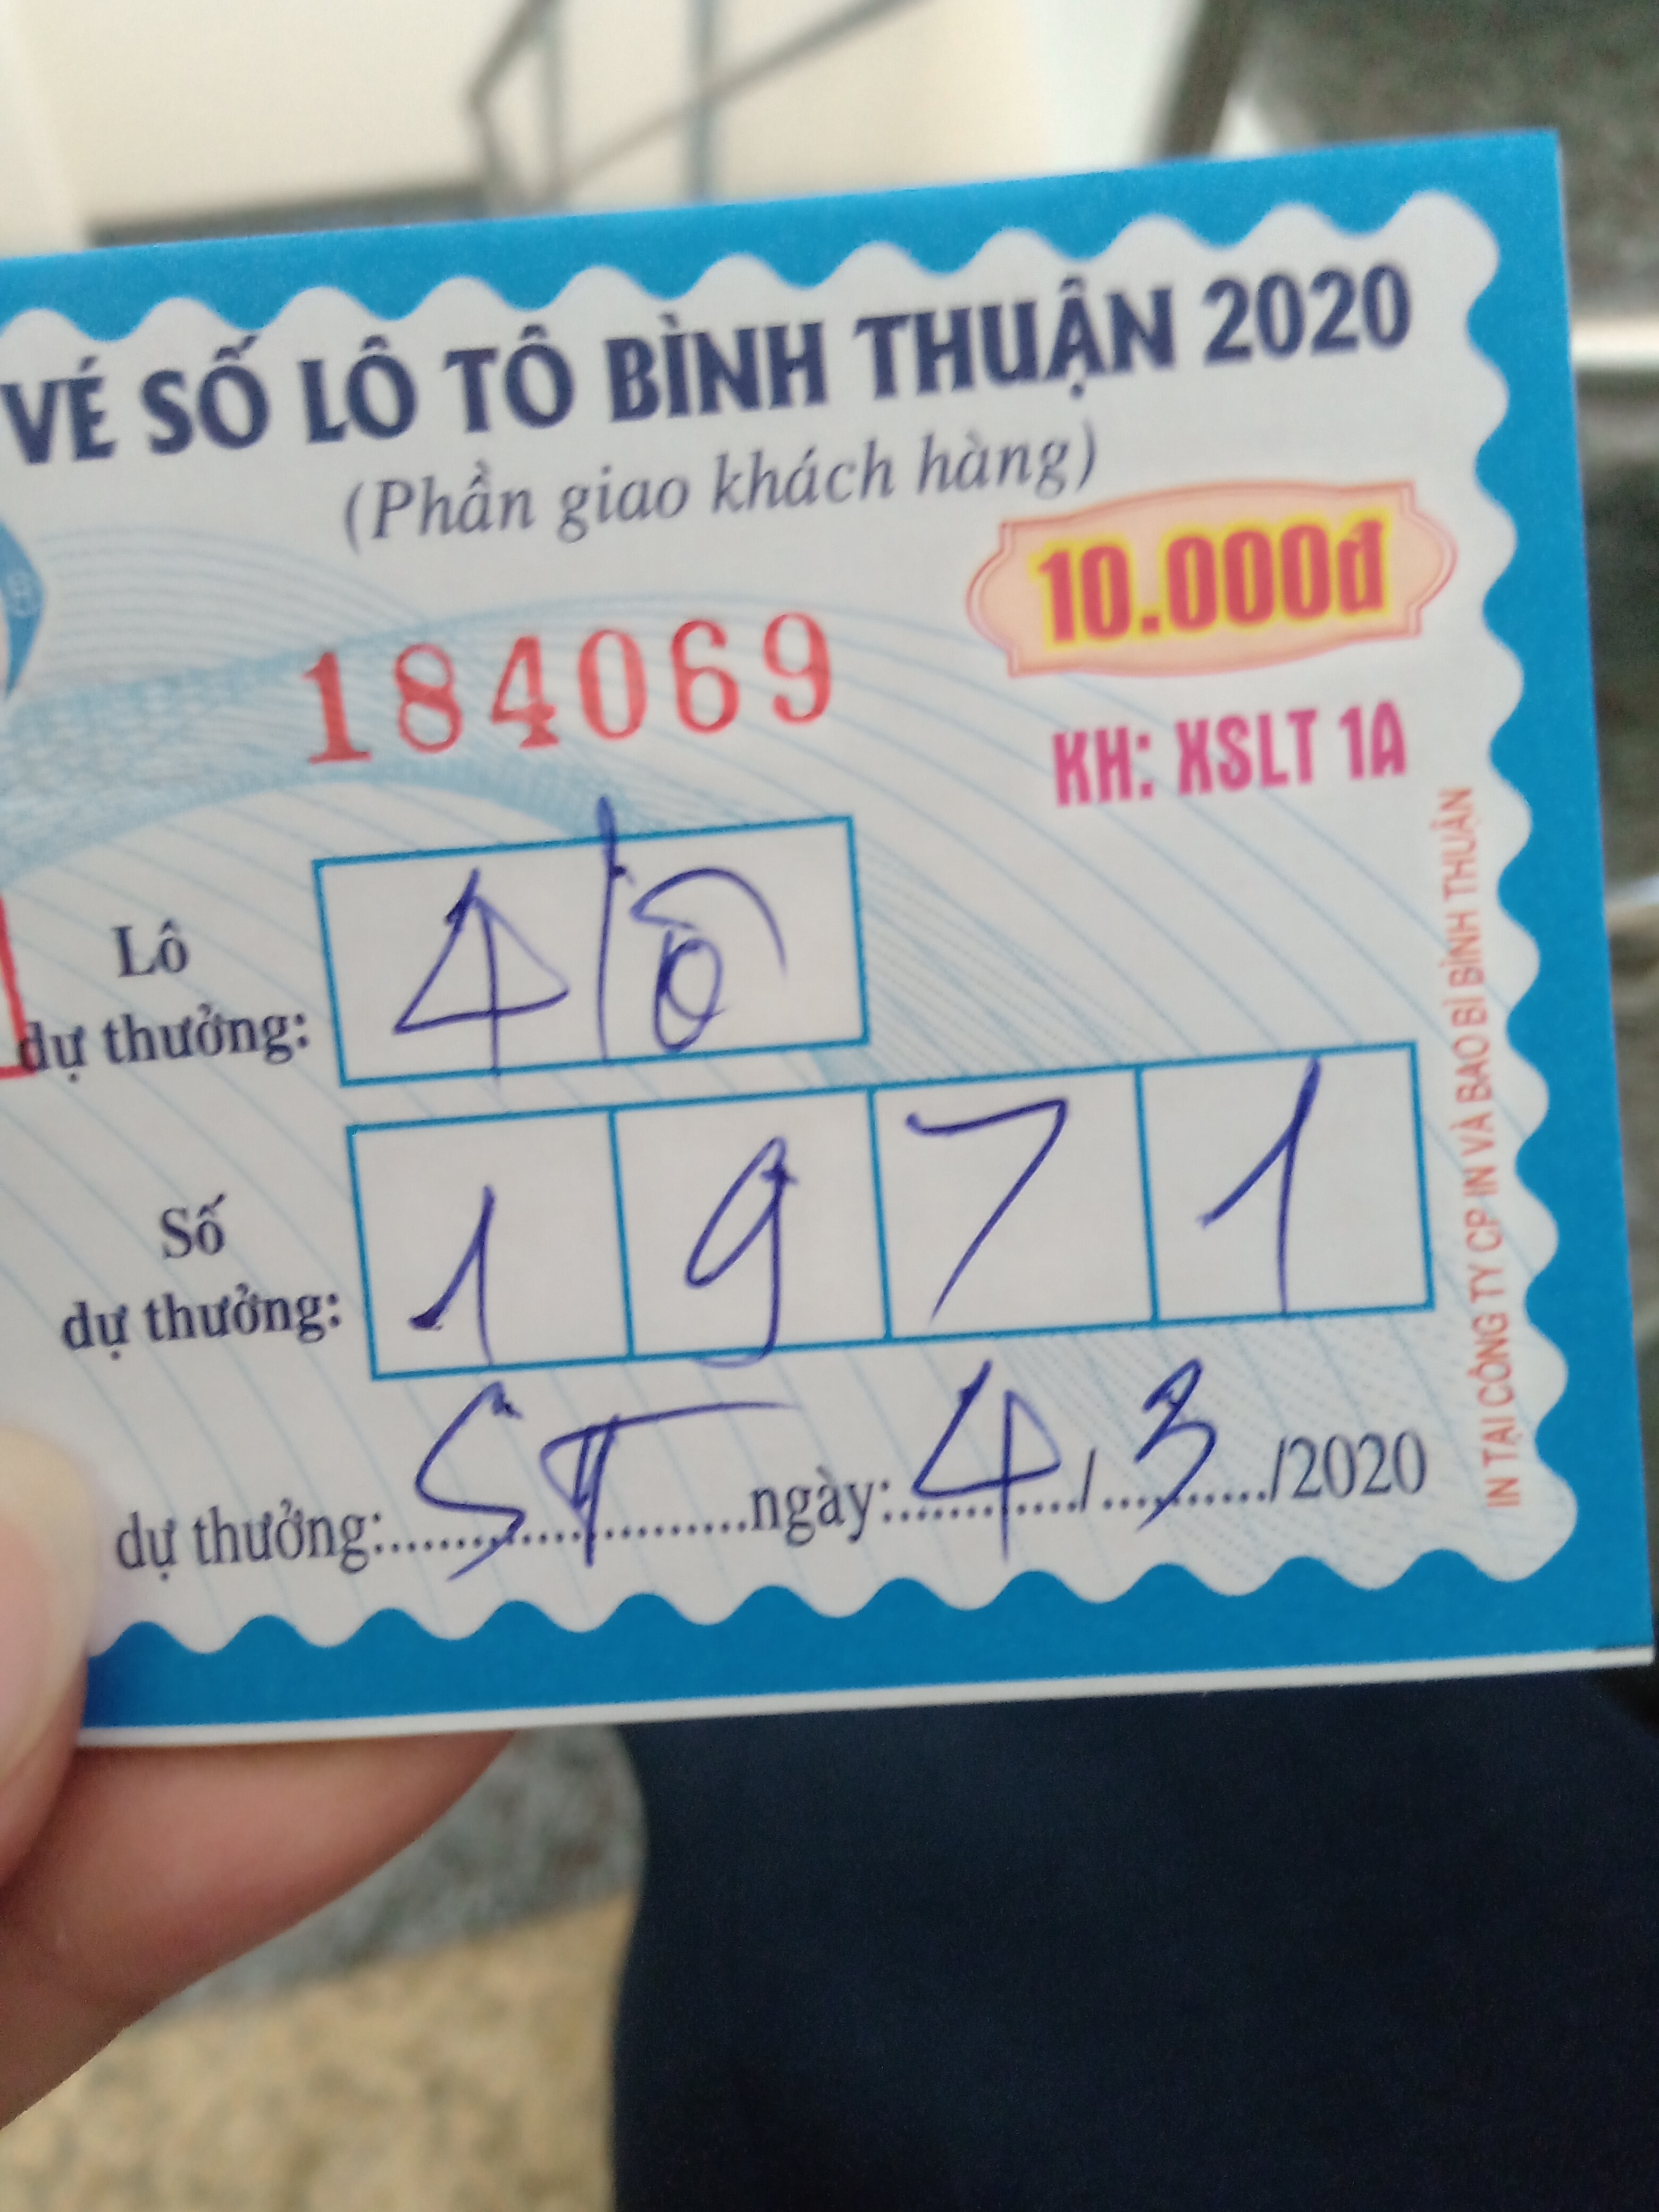 VÉ SỐ LÔ TÔ BÌNH THUẬN 2020
(Phần giao khách hàng)
10.000đ
184069
KH: XSLT 1A
Lô
dự thưởng:
4
Số
dự thưởng: 1 9 7 1
dự thưởng:.......ST.......ngày:....4..../....3..../2020
IN TẠI CÔNG TY CP IN VÀ BAO BÌ BÌNH THUẬN